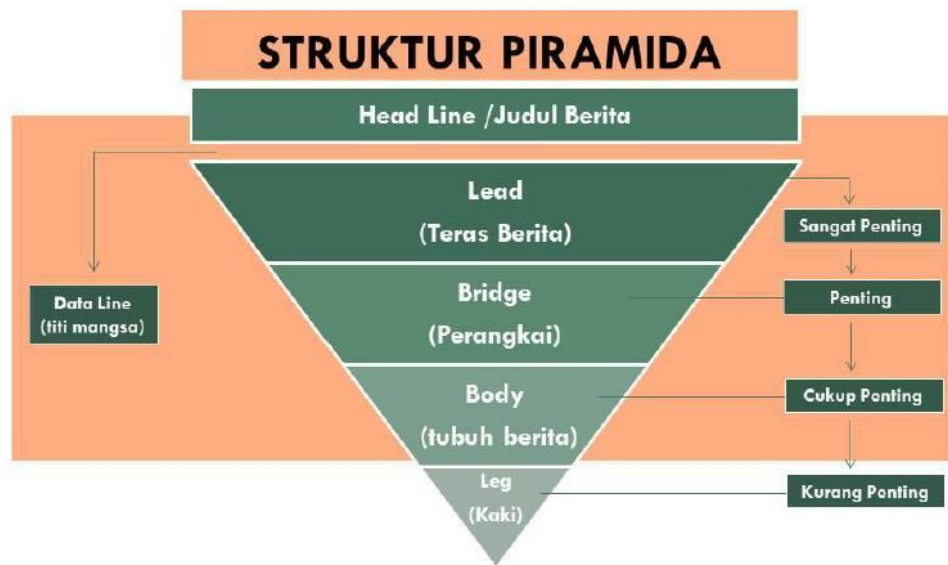 STRUKTUR PIRAMIDA
Head Line /Judul Berita
Lead
(Teras Berita)
Sangat Penting
Data Line
(titi mangsa)
Bridge
(Perangkai)
Penting
Body
(tubuh berita)
Cukup Penting
Leg
(Kaki)
Kurang Penting